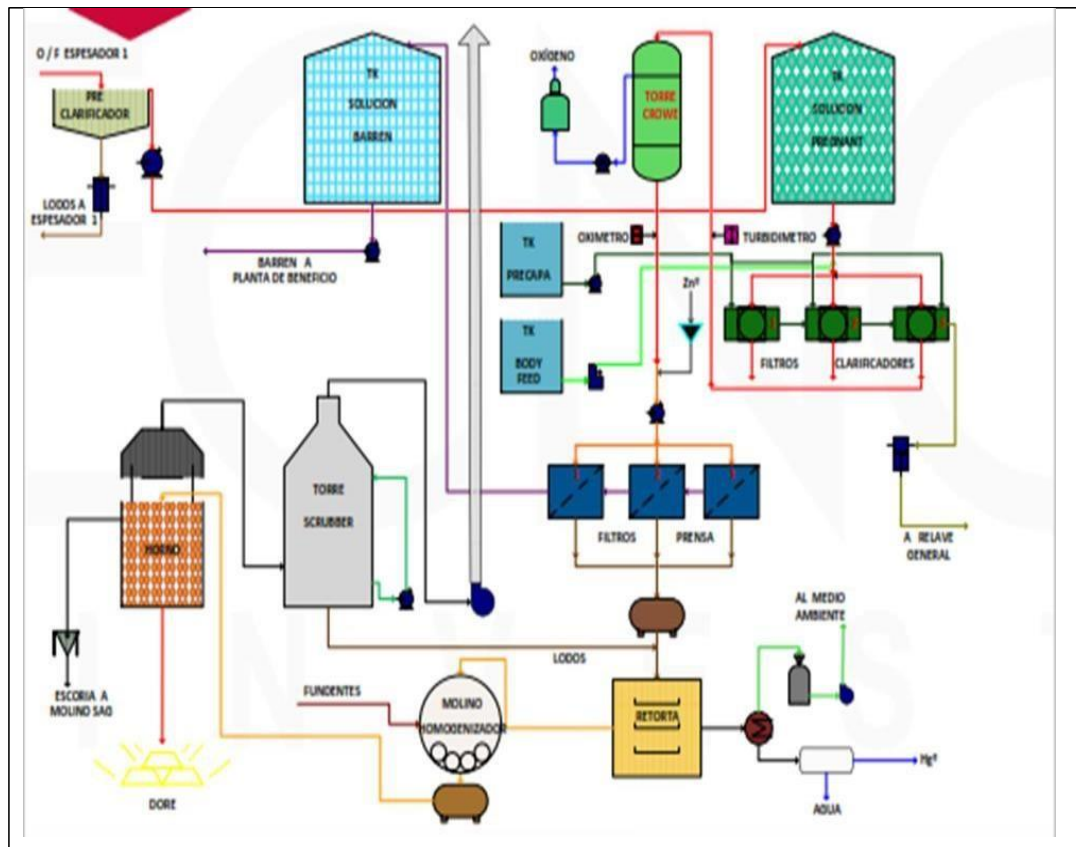 O / F ESPESADOR 1
PRE
CLARIFICADOR
LODOS A
ESPESADOR 1
TK
SOLUCION
BARREN
BARREN A
PLANTA DE BENEFICIO
OXÍGENO
TORRE
CROWE
TK
SOLUCION
PREGNANT
OXIMETRO
TURBIDIMETRO
TK
PRECAPA
Znº
TK
BODY
FEED
FILTROS
CLARIFICADORES
TORRE
SCRUBBER
HORNO
FILTROS
PRENSA
A RELAVE
GENERAL
AL MEDIO
AMBIENTE
LODOS
ESCORIA A
MOLINO SAG
FUNDENTES
MOLINO
HOMOGENIZADOR
RETORTA
Hgº
AGUA
DORE
INVEST